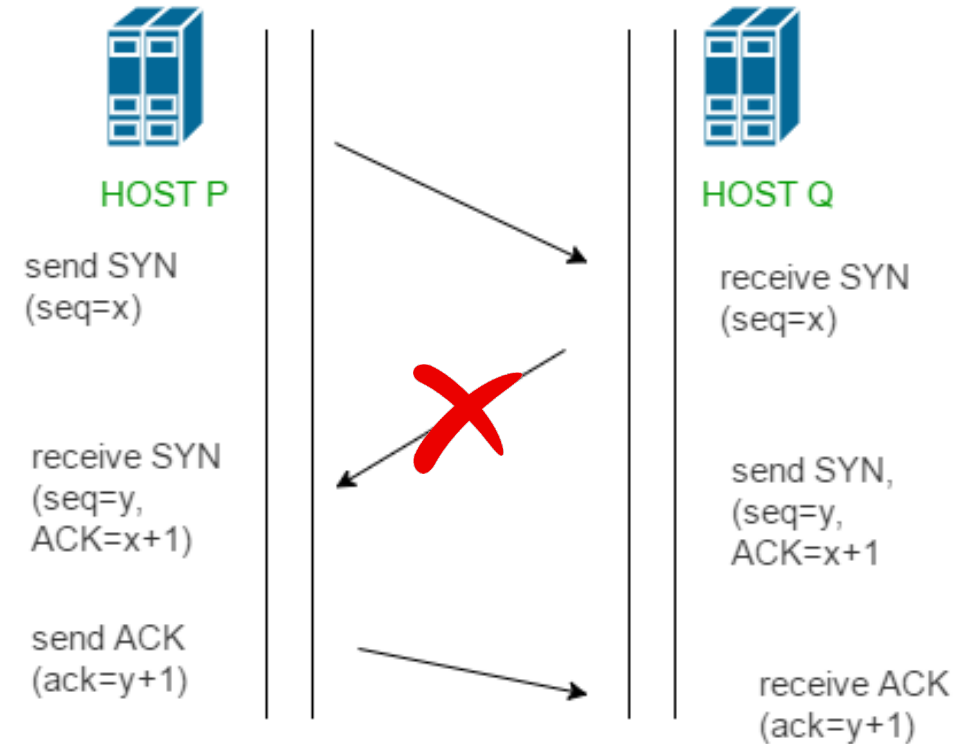 HOST P
HOST Q
send SYN
(seq=x)
receive SYN
(seq=x)
receive SYN
(seq=y,
ACK=x+1)
send SYN,
(seq=y,
ACK=x+1
send ACK
(ack=y+1)
receive ACK
(ack=y+1)